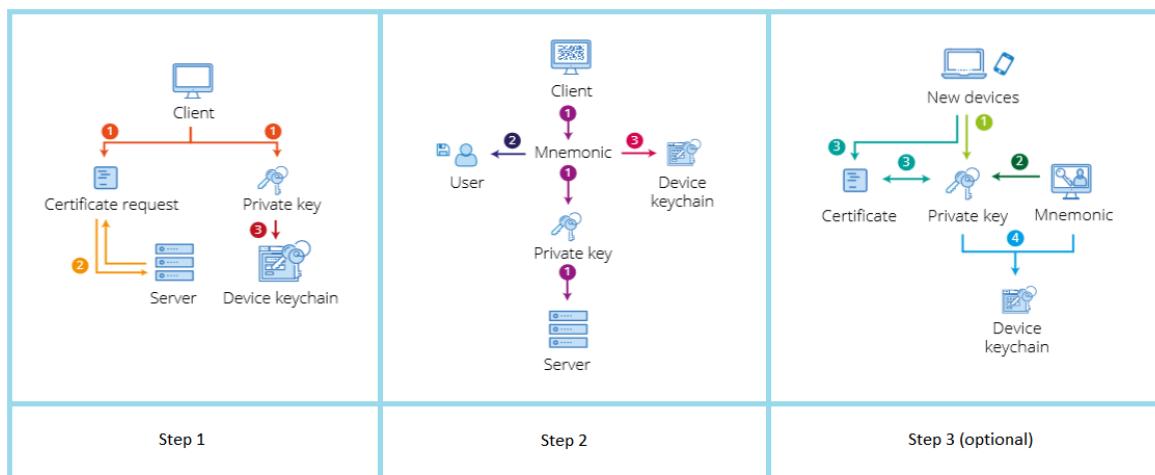 Client
1
1
Certificate request
Private key
3
2
Server
Device keychain
Step 1
Client
1
2
3
User
Mnemonic
Device
keychain
1
Private key
1
Server
Step 2
New devices
1
3
3
2
Certificate
Private key
Mnemonic
4
Device
keychain
Step 3 (optional)